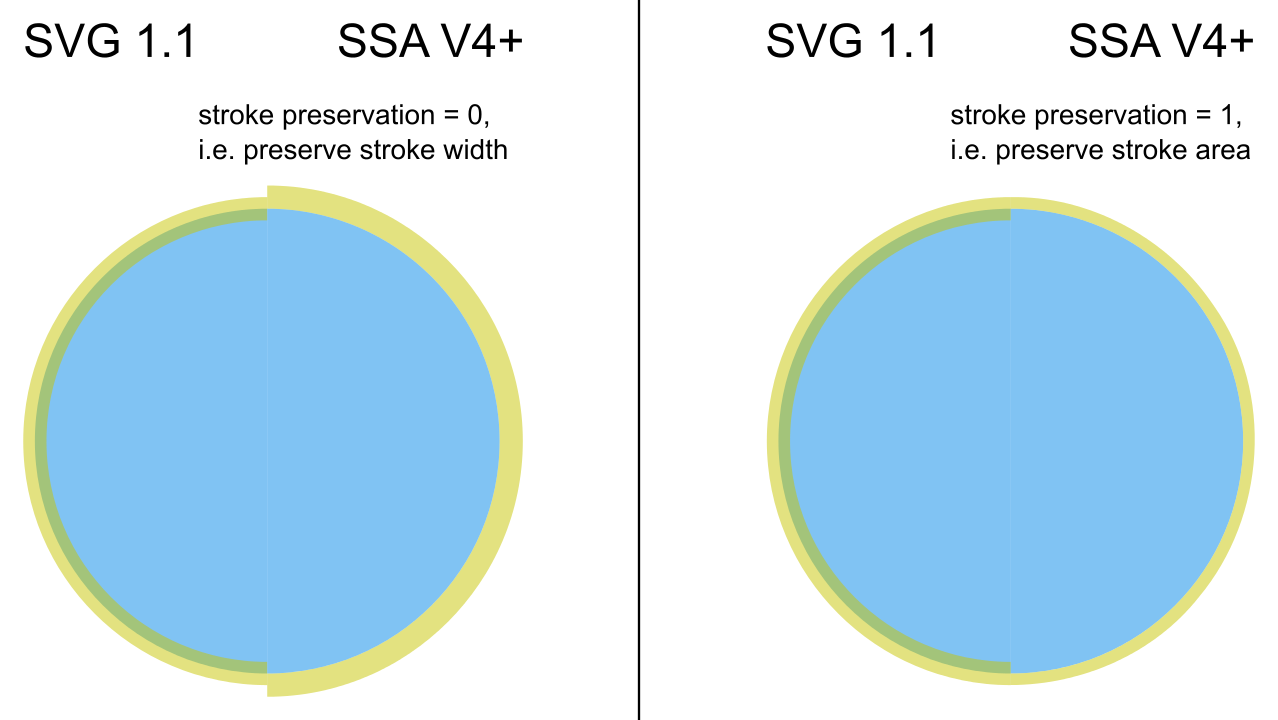 SVG 1.1
SSA V4+
stroke preservation = 0,
i.e. preserve stroke width
SVG 1.1
SSA V4+
stroke preservation = 1,
i.e. preserve stroke area